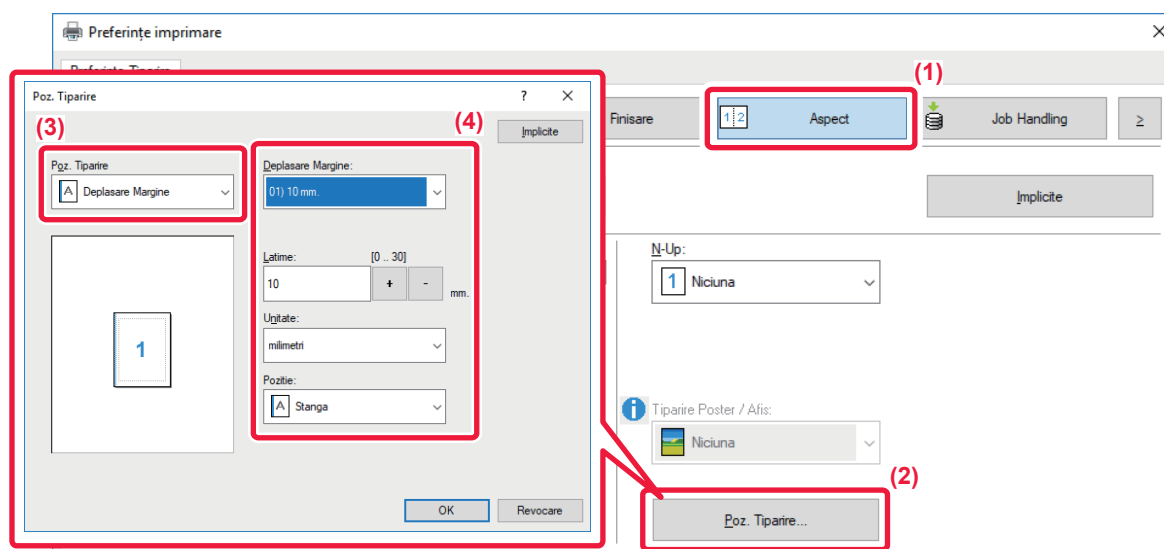 Preferințe imprimare
Preferințe Tiparire
(1)
Finisare
1 2
Aspect
Job Handling
>
Implicite
N-Up:
1 Niciuna
Tiparire Poster / Afis:
Niciuna
(2)
Poz. Tiparire...
Poz. Tiparire
?
(3)
(4)
Implicite
Poz. Tiparire
A Deplasare Margine
1
Deplasare Margine:
01) 10 mm.
Latime: [0 .. 30]
10 + - mm.
Unitate:
milimetri
Pozitie:
A Stanga
OK Revocare